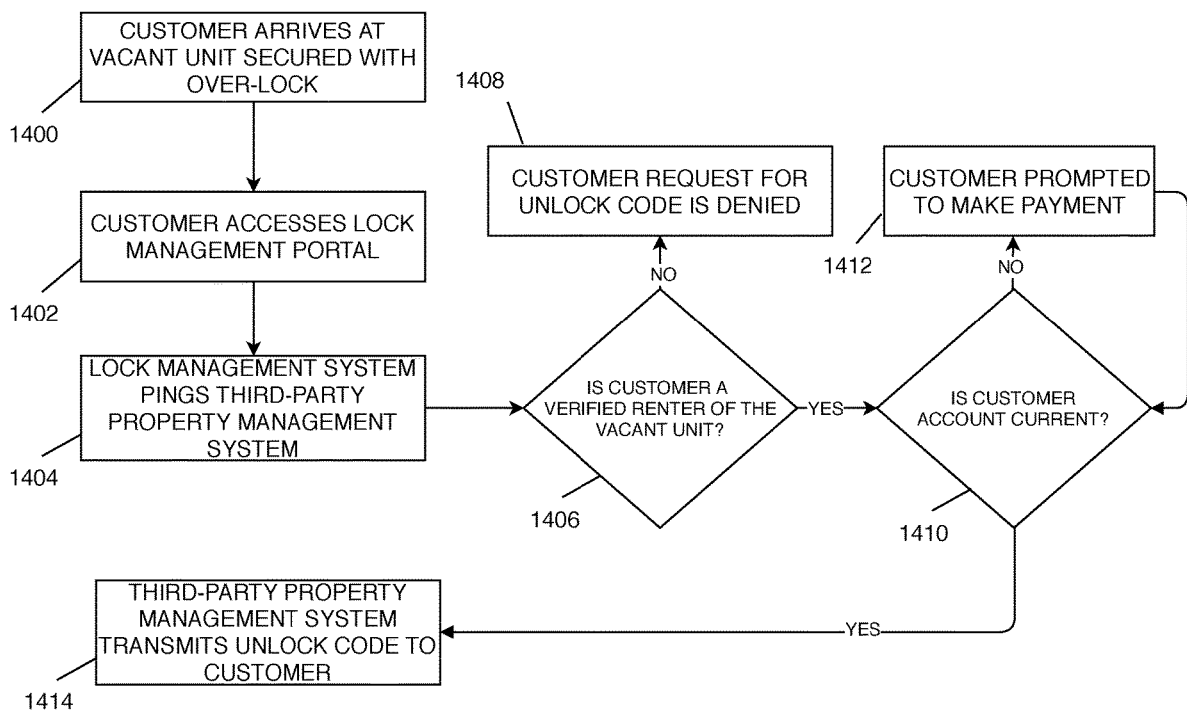 CUSTOMER ARRIVES AT
VACANT UNIT SECURED WITH
OVER-LOCK
1400
CUSTOMER ACCESSES LOCK
MANAGEMENT PORTAL
1402
LOCK MANAGEMENT SYSTEM
PINGS THIRD-PARTY
PROPERTY MANAGEMENT
SYSTEM
1404
IS CUSTOMER A
VERIFIED RENTER OF THE
VACANT UNIT?
1406
NO
1408
CUSTOMER REQUEST FOR
UNLOCK CODE IS DENIED
YES
IS CUSTOMER
ACCOUNT CURRENT?
1410
NO
CUSTOMER PROMPTED
TO MAKE PAYMENT
1412
YES
THIRD-PARTY PROPERTY
MANAGEMENT SYSTEM
TRANSMITS UNLOCK CODE TO
CUSTOMER
1414